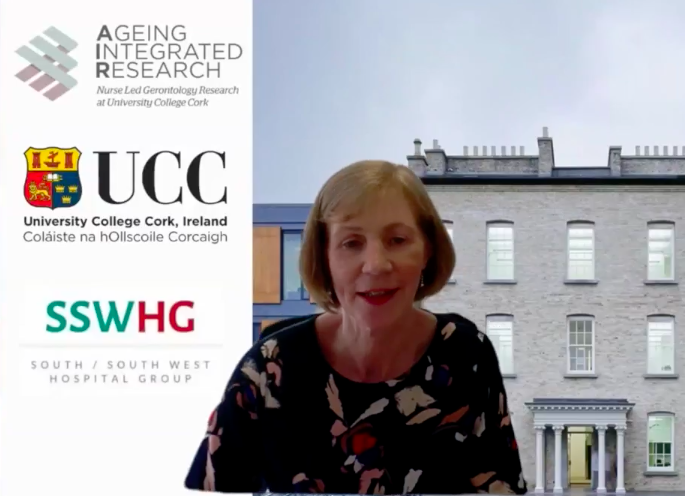 AGEING
INTEGRATED
RESEARCH
Nurse Led Gerontology Research
at University College Cork
UCC
University College Cork, Ireland
Coláiste na hOllscoile Corcaigh
SSWHG
SOUTH / SOUTH WEST
HOSPITAL GROUP